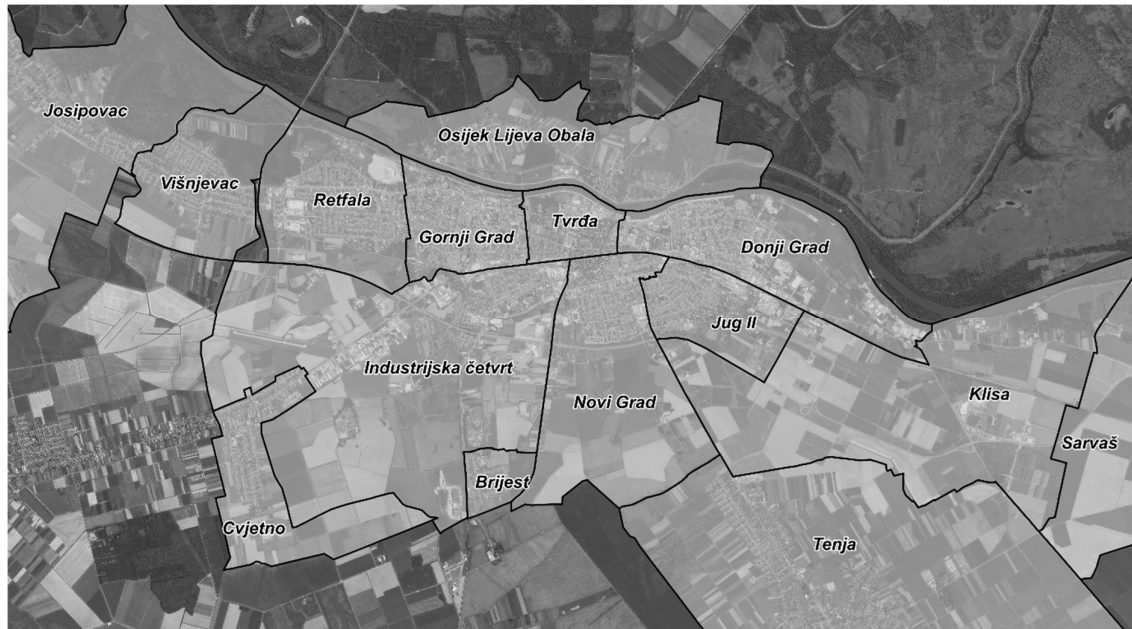 Josipovac
Osijek Lijeva Obala
Višnjevac
Retfala
Tvrđa
Gornji Grad
Donji Grad
Jug II
Industrijska četvrt
Novi Grad
Klisa
Sarvaš
Brijest
Cvjetno
Tenja